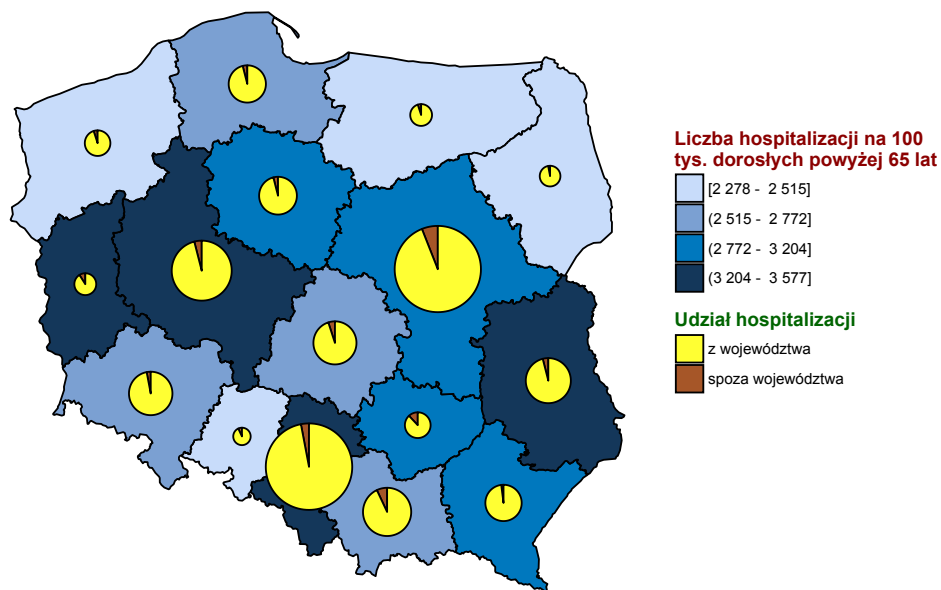 Liczba hospitalizacji na 100
tys. dorosłych powyżej 65 lat
[2 278 - 2 515]
(2 515 - 2 772]
(2 772 - 3 204]
(3 204 - 3 577]
Udział hospitalizacji
z województwa
spoza województwa